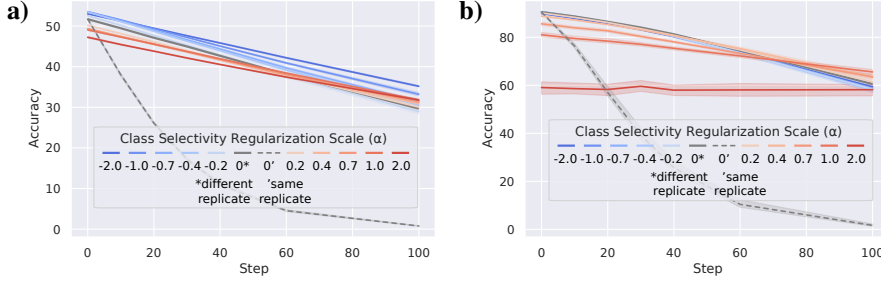 a)
Accuracy
50
40
30
20
10
0
Class Selectivity Regularization Scale (α)
-2.0 -1.0 -0.7 -0.4 -0.2 0* 0’ 0.2 0.4 0.7 1.0 2.0
*different ’same
replicate replicate
0 20 40 60 80 100
Step
b)
Accuracy
80
60
40
20
0
Class Selectivity Regularization Scale (α)
-2.0 -1.0 -0.7 -0.4 -0.2 0* 0’ 0.2 0.4 0.7 1.0 2.0
*different ’same
replicate replicate
0 20 40 60 80 100
Step